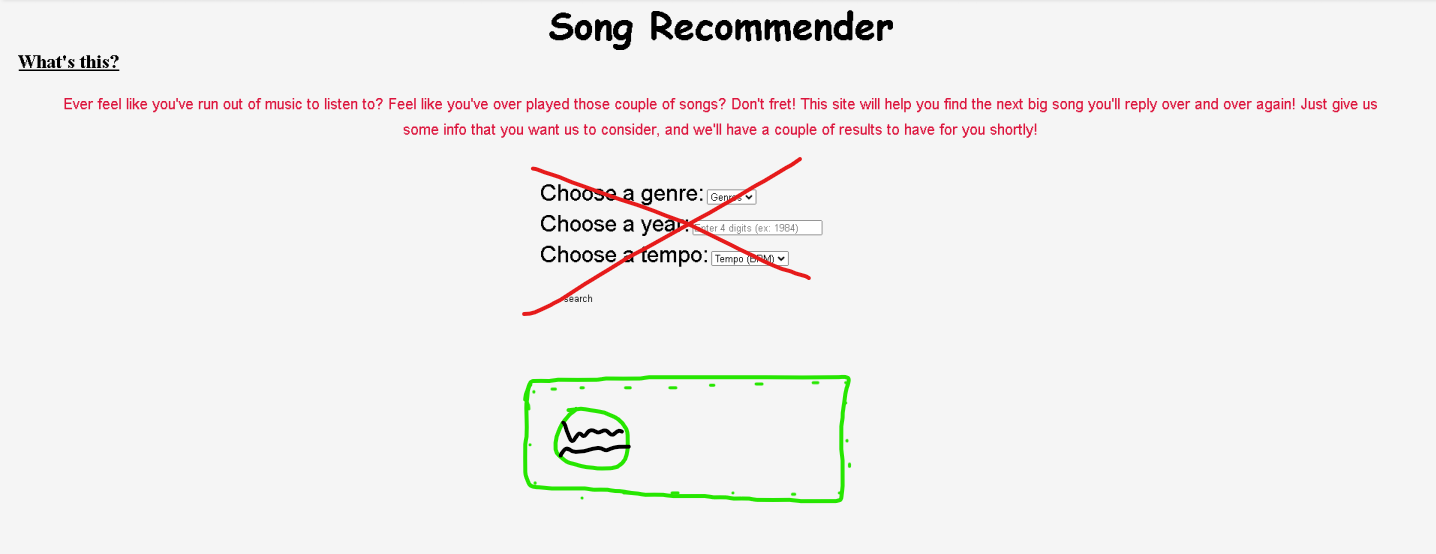 Song Recommender
What's this?
Ever feel like you've run out of music to listen to? Feel like you've over played those couple of songs? Don't fret! This site will help you find the next big song you'll reply over and over again! Just give us
some info that you want us to consider, and we'll have a couple of results to have for you shortly!
Choose a genre: Genres
Choose a year: Enter 4 digits (ex: 1984)
Choose a tempo: Tempo (BPM)
search